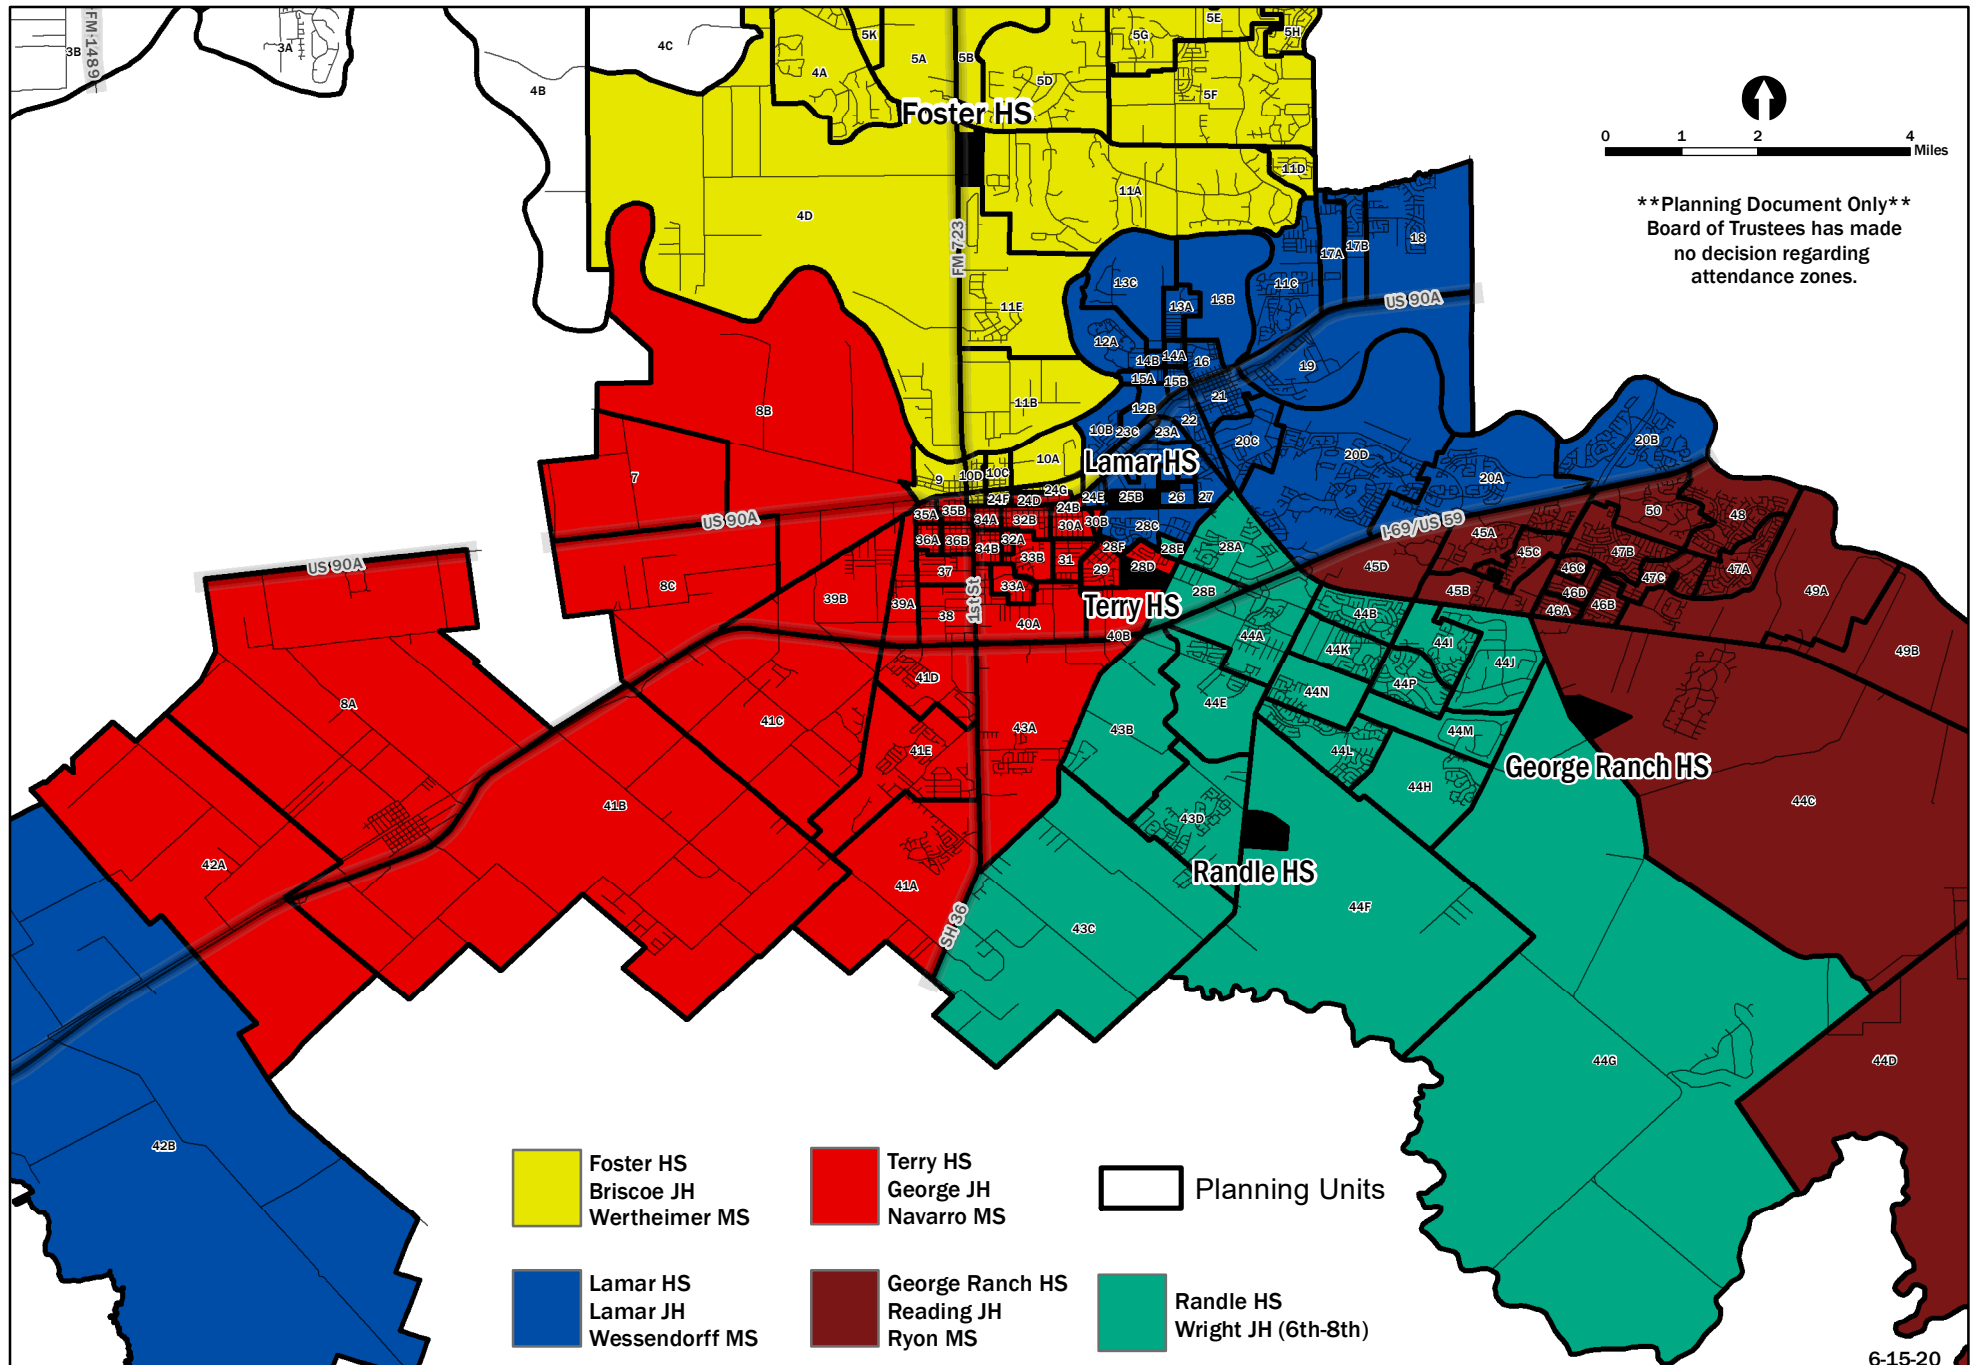 3B
FM-1489
3A
4C
4B
5K
4A
5A
5B
5D
5G
5E
5H
5F
Foster HS
0 1 2 4
Miles
**Planning Document Only**
Board of Trustees has made
no decision regarding
attendance zones.
11D
11A
4D
FM 723
17A
17B
18
13C
13A
13B
11C
US 90A
11E
12A
14B
14A
16
19
15A
15B
21
11B
12B
22
8B
10B
23C
23A
20C
20D
20B
Lamar HS
10A
7
9
10D
10C
20A
24G
24F
24D
24E
25B
26
27
24B
US 90A
35A
35B
34A
32B
30A
30B
28C
I-69/US 59
50
48
36A
36B
34B
32A
33B
31
28F
28E
28A
45A
45C
47B
US 90A
37
29
28D
45D
46C
47C
47A
8C
39B
39A
33A
1st St
28B
45B
46D
46A
46B
49A
Terry HS
38
40A
40B
44A
44B
44I
44K
44J
49B
41D
44P
44N
8A
44E
41C
43A
43B
44M
41E
44L
George Ranch HS
44H
41B
44C
43D
42A
Randle HS
41A
44F
SH 36
43C
44G
44D
42B
Foster HS
Briscoe JH
Wertheimer MS
Terry HS
George JH
Navarro MS
Planning Units
Lamar HS
Lamar JH
Wessendorff MS
George Ranch HS
Reading JH
Ryon MS
Randle HS
Wright JH (6th-8th)
6-15-20